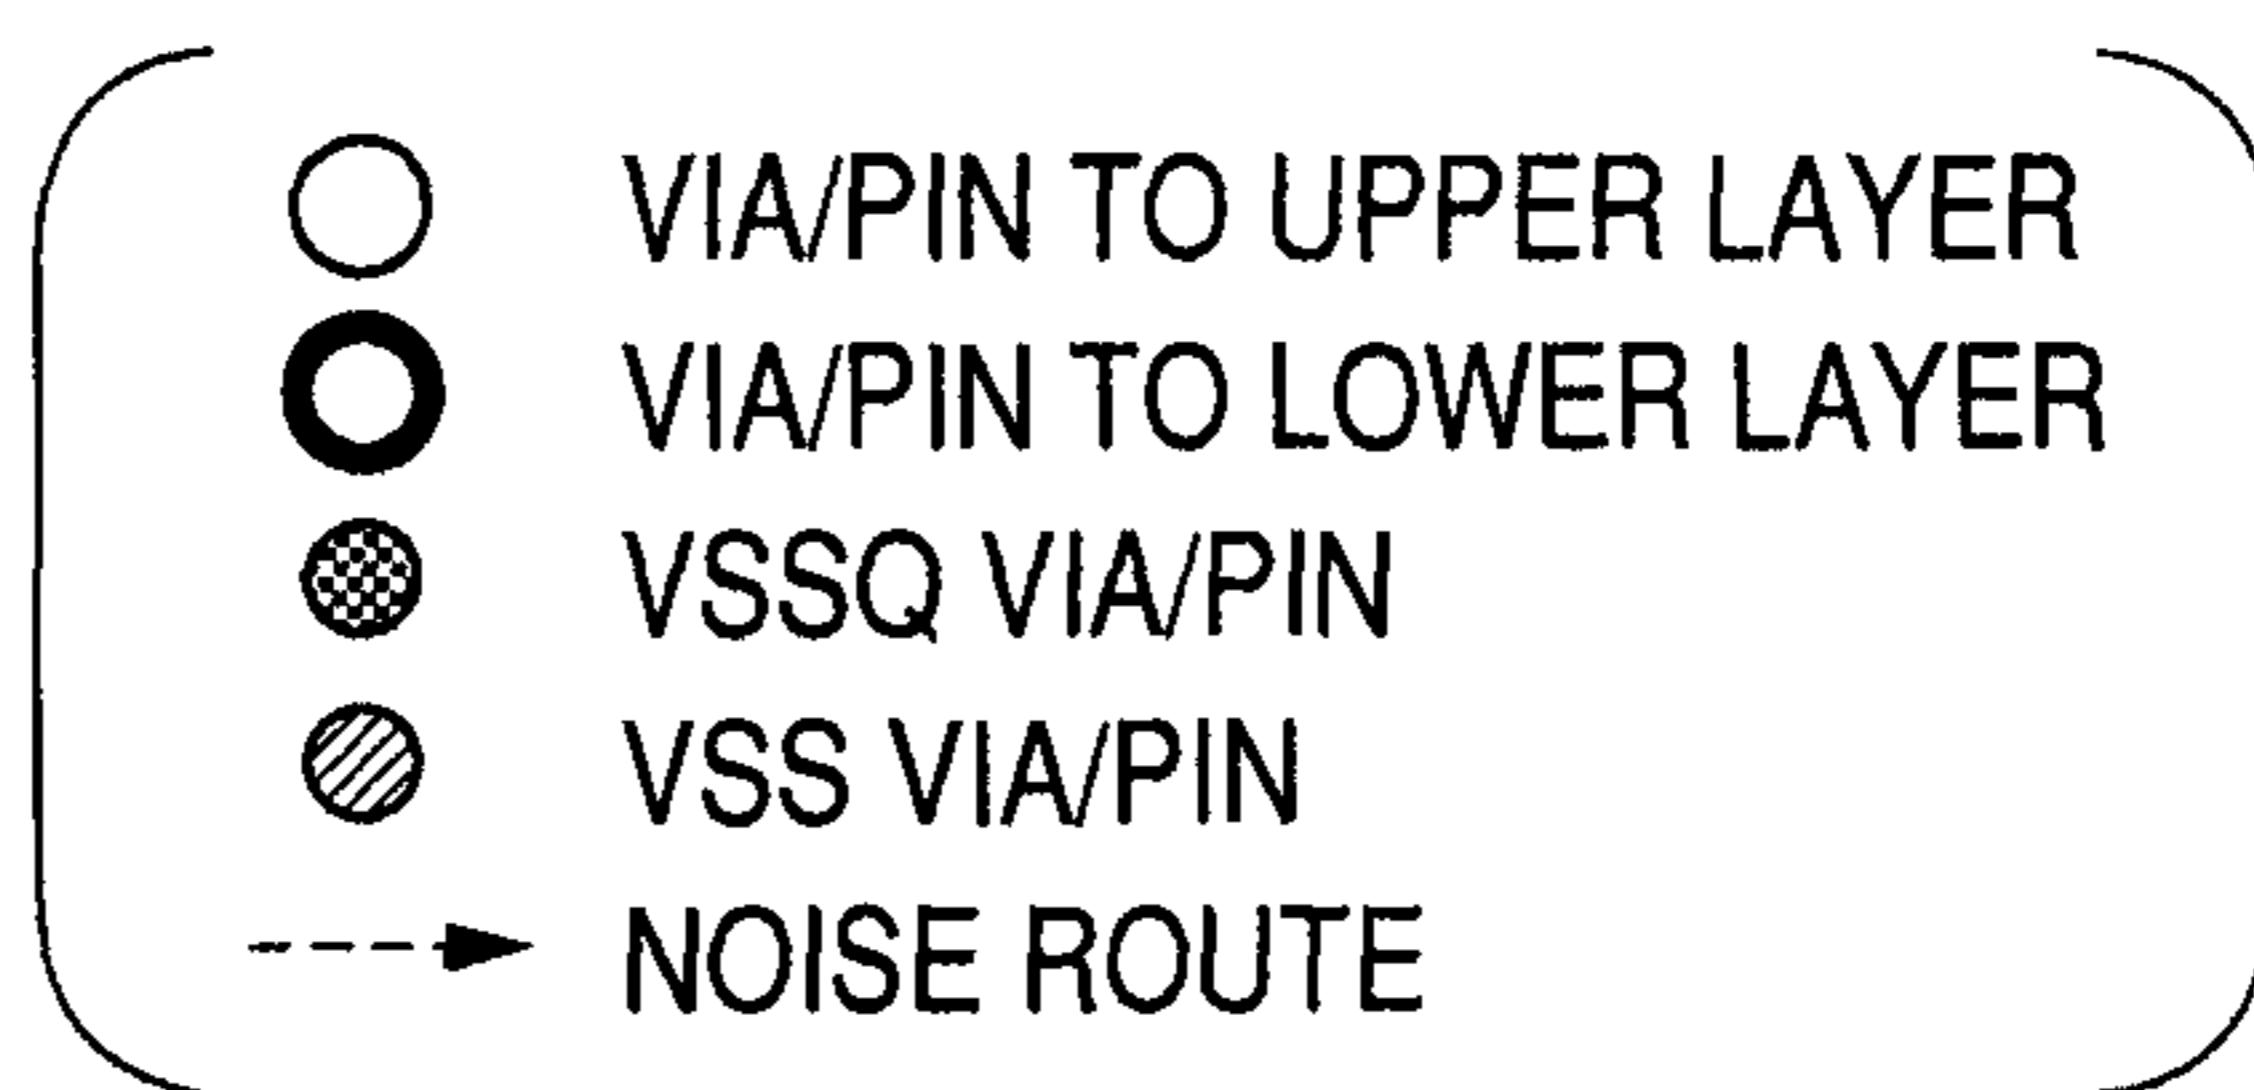 VIA/PIN TO UPPER LAYER
VIA/PIN TO LOWER LAYER
VSSQ VIA/PIN
VSS VIA/PIN
NOISE ROUTE